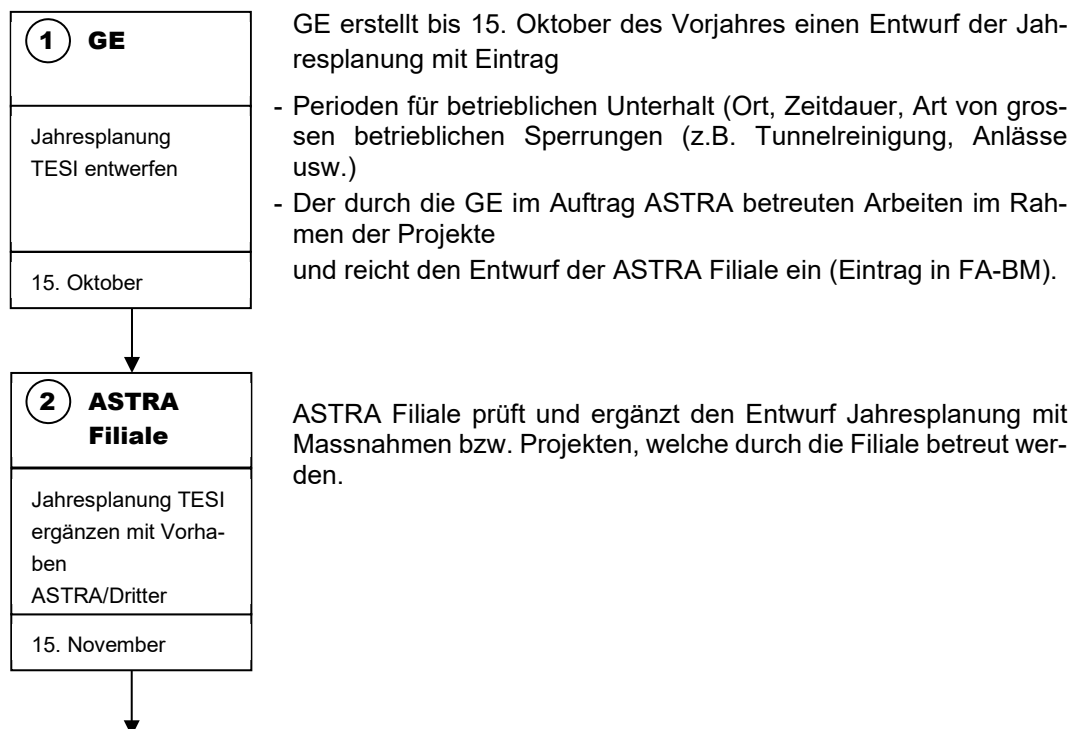 1 GE
Jahresplanung
TESI entwerfen
15. Oktober
GE erstellt bis 15. Oktober des Vorjahres einen Entwurf der Jah-
resplanung mit Eintrag
- Perioden für betrieblichen Unterhalt (Ort, Zeitdauer, Art von gros-
sen betrieblichen Sperrungen (z.B. Tunnelreinigung, Anlässe
usw.)
- Der durch die GE im Auftrag ASTRA betreuten Arbeiten im Rah-
men der Projekte
und reicht den Entwurf der ASTRA Filiale ein (Eintrag in FA-BM).
2 ASTRA
Filiale
Jahresplanung TESI
ergänzen mit Vorha-
ben
ASTRA/Dritter
15. November
ASTRA Filiale prüft und ergänzt den Entwurf Jahresplanung mit
Massnahmen bzw. Projekten, welche durch die Filiale betreut wer-
den.